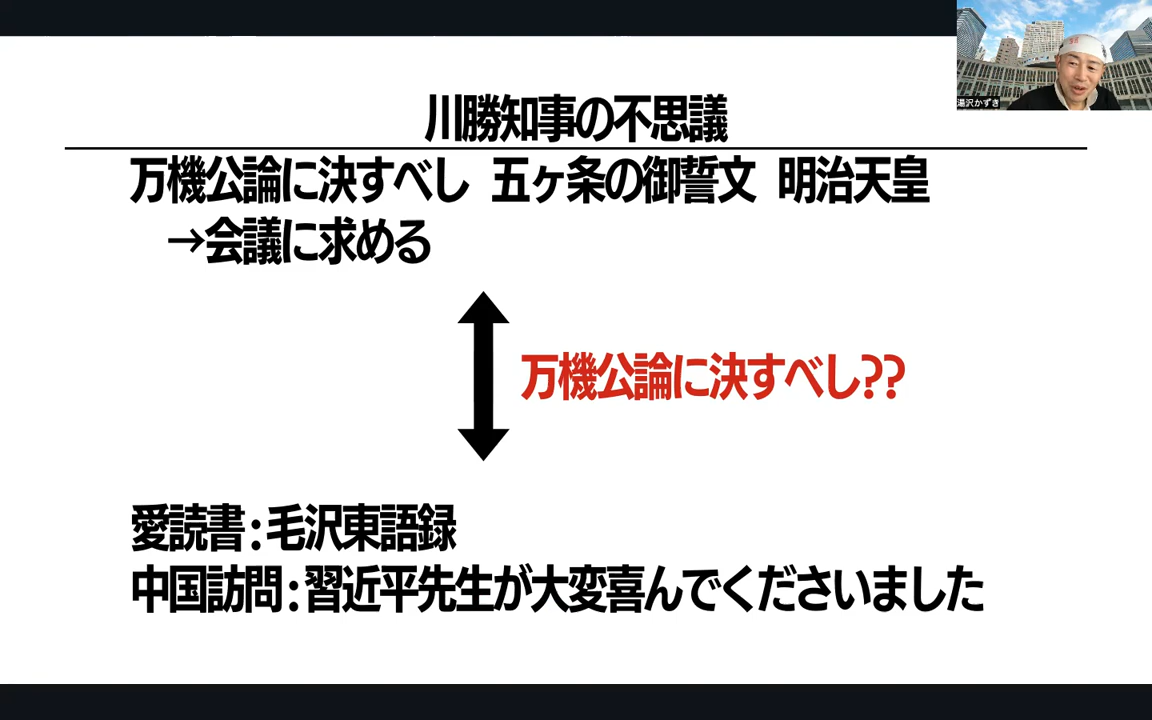 湯沢かずき
川勝知事の不思議
万機公論に決すべし 五ヶ条の御誓文 明治天皇
→会議に求める
万機公論に決すべし??
愛読書:毛沢東語録
中国訪問:習近平先生が大変喜んでくださいました